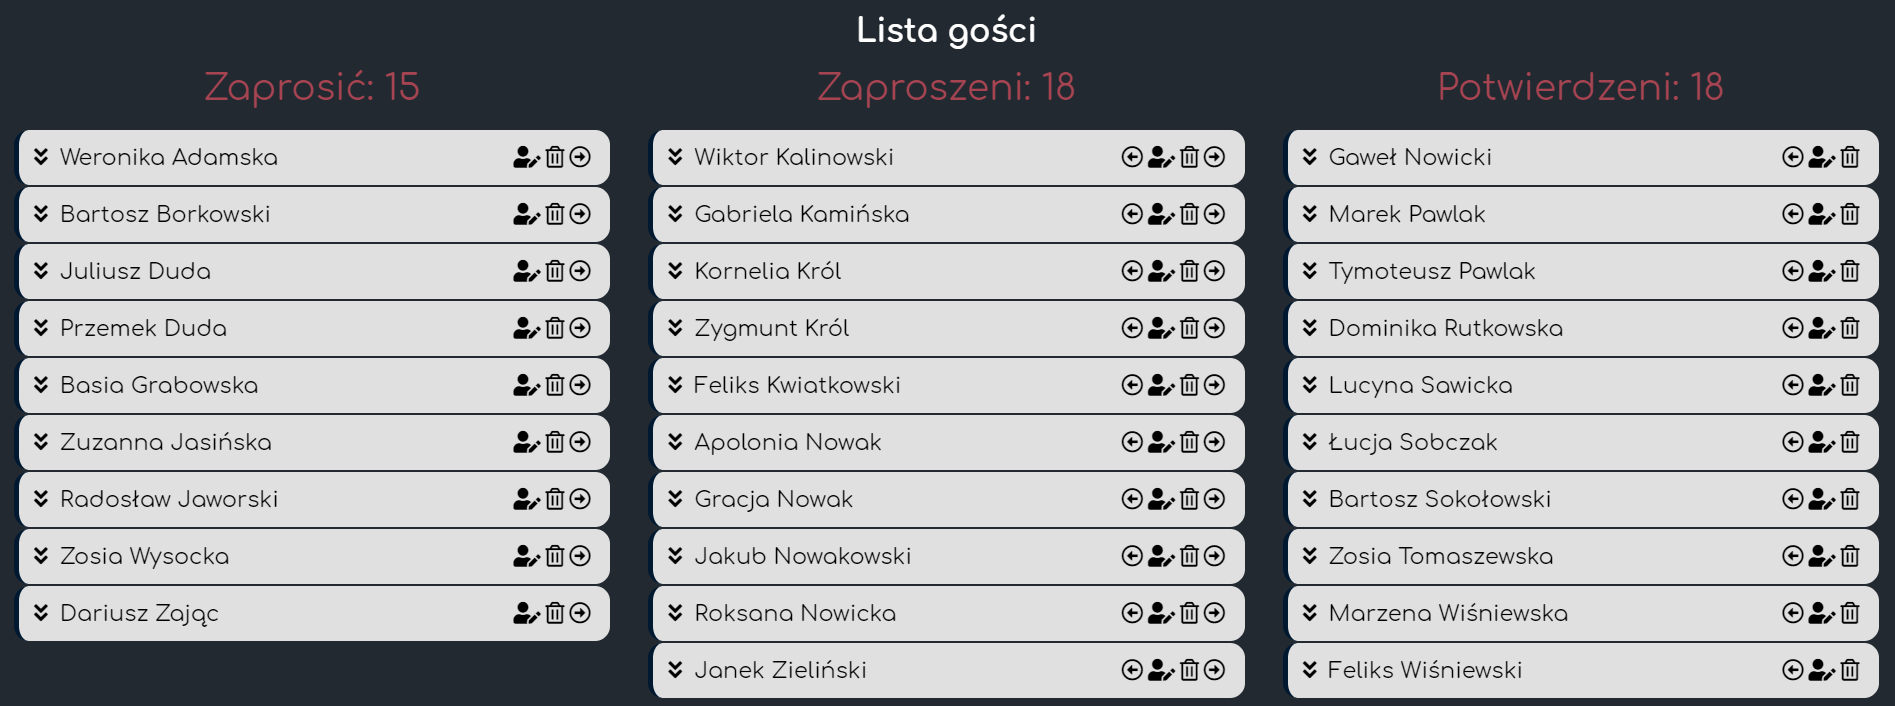 Lista gości
Zaprosić: 15
Weronika Adamska
Bartosz Borkowski
Juliusz Duda
Przemek Duda
Basia Grabowska
Zuzanna Jasińska
Radosław Jaworski
Zosia Wysocka
Dariusz Zając
Zaproszeni: 18
Wiktor Kalinowski
Gabriela Kamińska
Kornelia Król
Zygmunt Król
Feliks Kwiatkowski
Apolonia Nowak
Gracja Nowak
Jakub Nowakowski
Roksana Nowicka
Janek Zieliński
Potwierdzeni: 18
Gaweł Nowicki
Marek Pawlak
Tymoteusz Pawlak
Dominika Rutkowska
Lucyna Sawicka
Łucja Sobczak
Bartosz Sokołowski
Zosia Tomaszewska
Marzena Wiśniewska
Feliks Wiśniewski